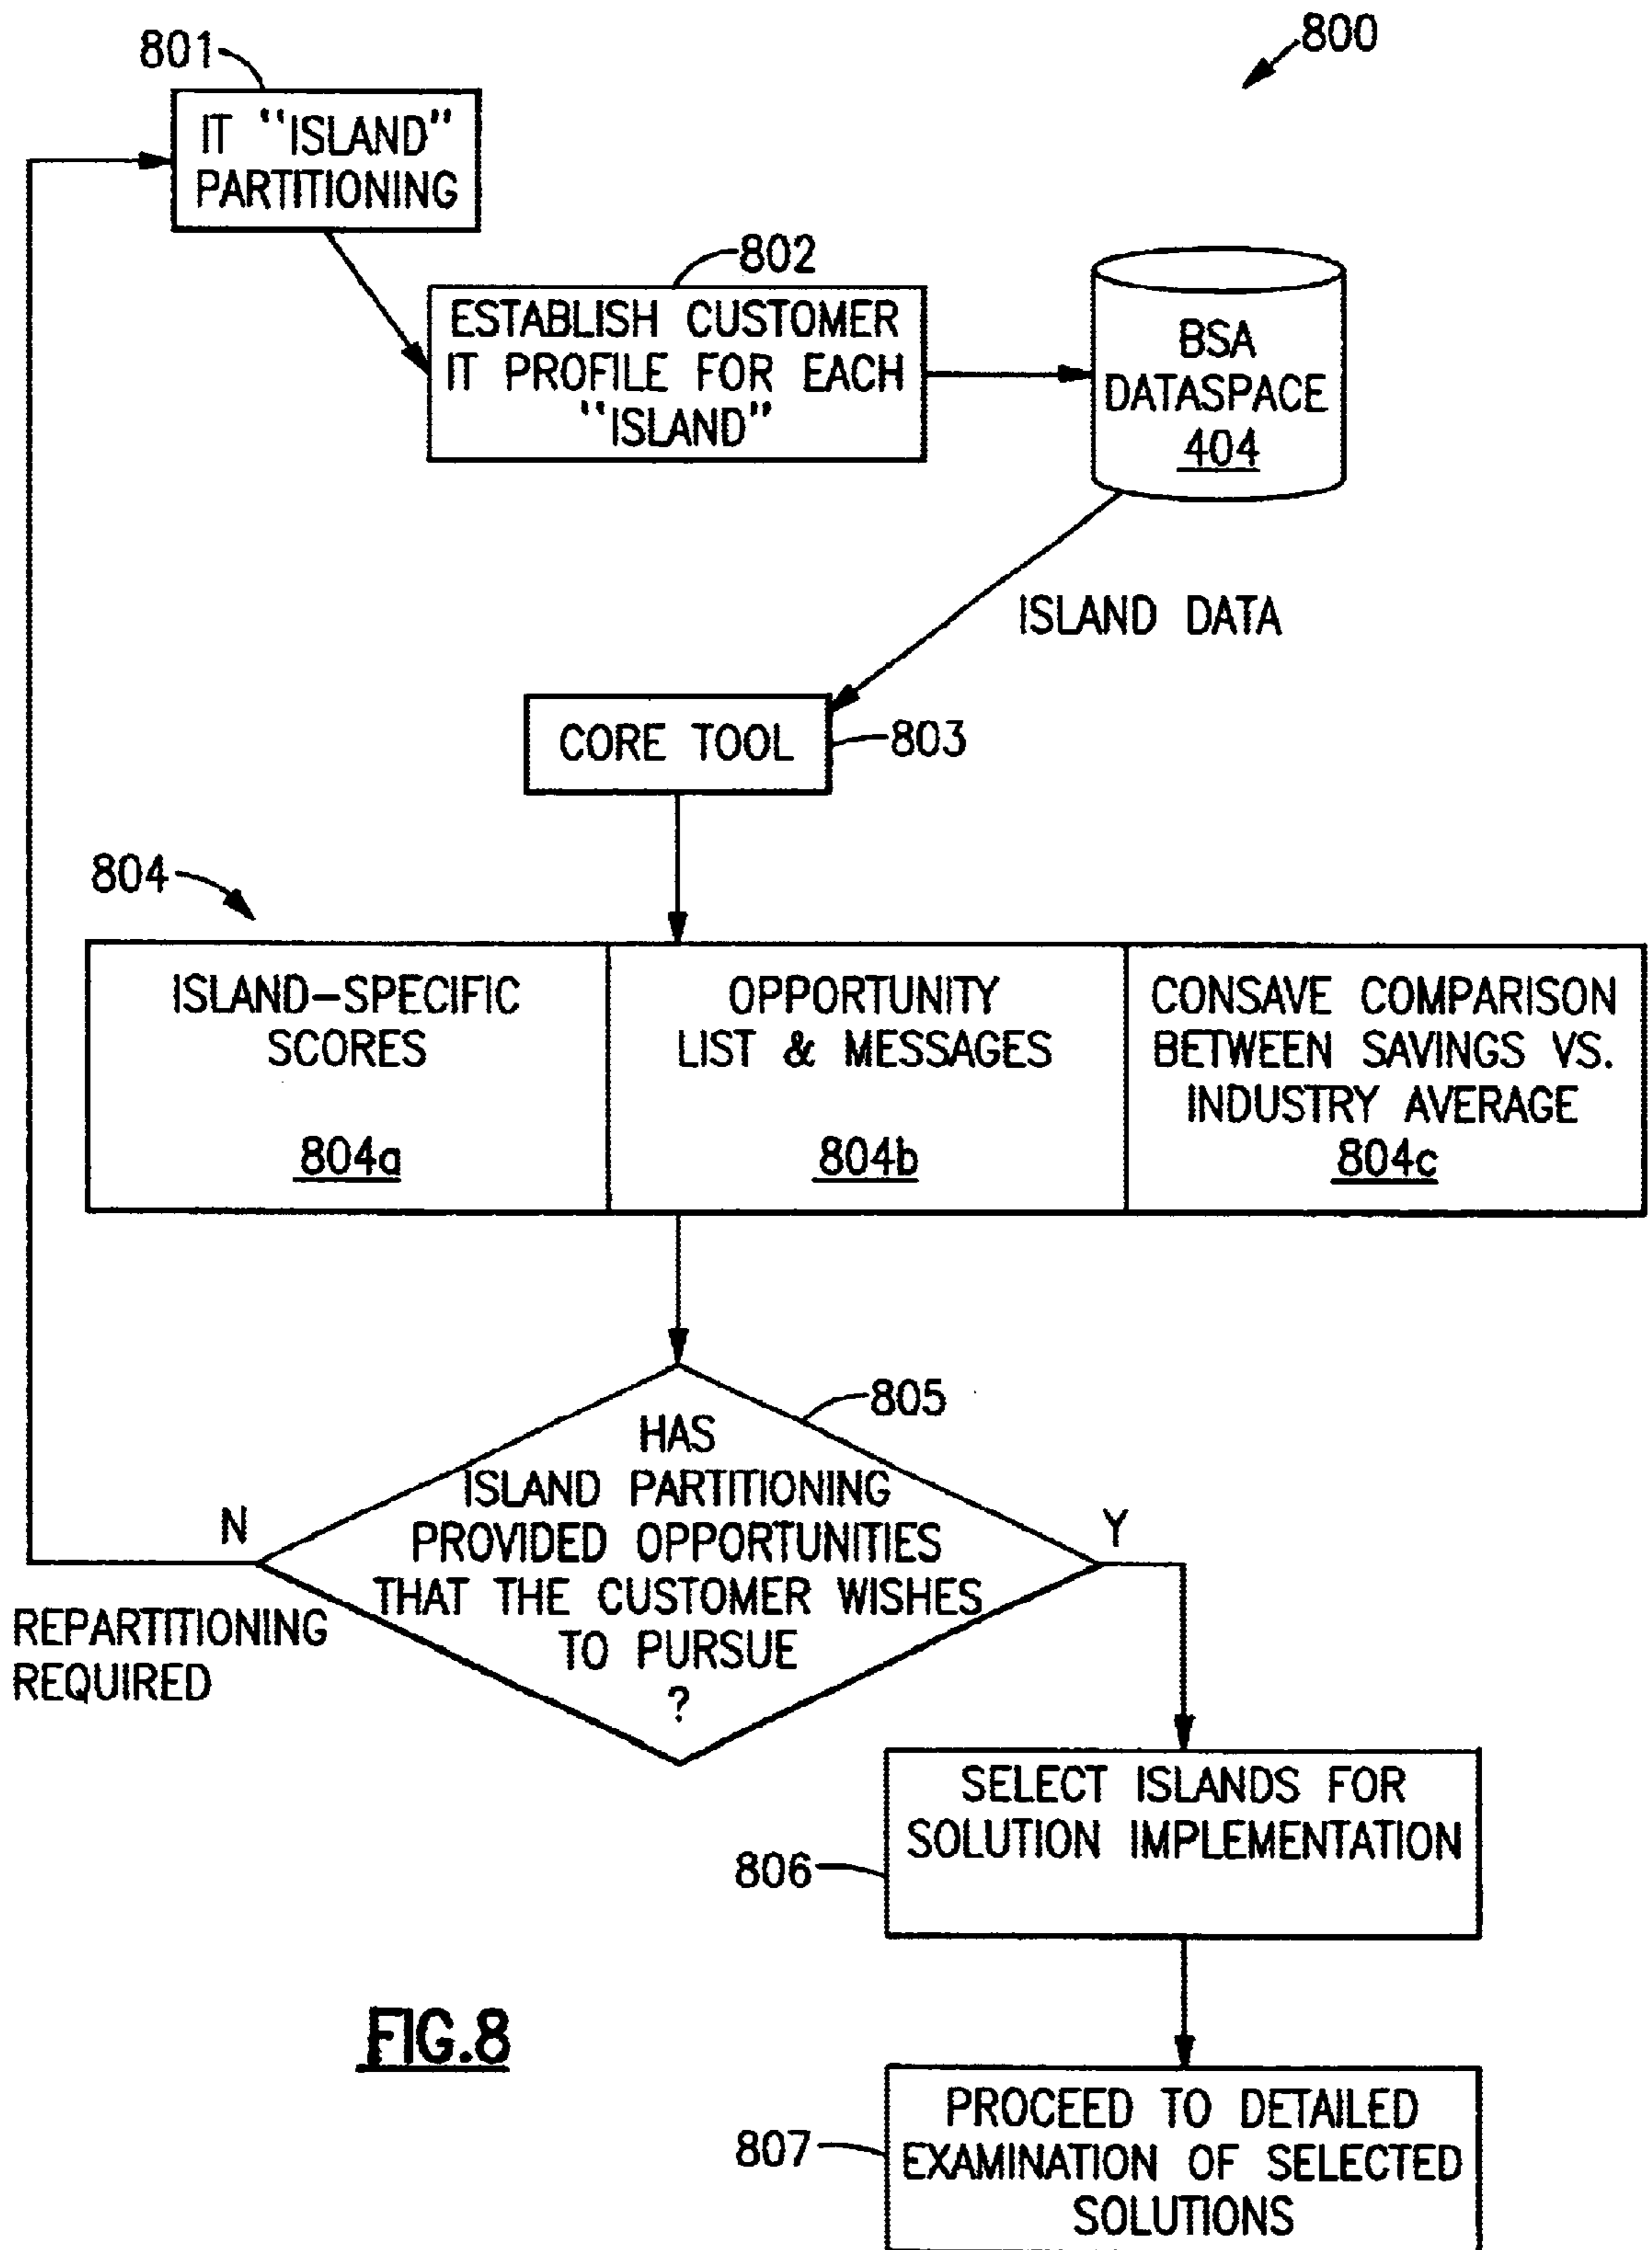 801
800
IT "ISLAND"
PARTITIONING
802
ESTABLISH CUSTOMER
IT PROFILE FOR EACH
"ISLAND"
BSA
DATASPACE
404
ISLAND DATA
CORE TOOL
803
804
ISLAND-SPECIFIC
SCORES
804a
OPPORTUNITY
LIST & MESSAGES
804b
CONSAVE COMPARISON
BETWEEN SAVINGS VS.
INDUSTRY AVERAGE
804c
805
HAS
ISLAND PARTITIONING
PROVIDED OPPORTUNITIES
THAT THE CUSTOMER WISHES
TO PURSUE
?
N
Y
REPARTITIONING
REQUIRED
SELECT ISLANDS FOR
SOLUTION IMPLEMENTATION
806
FIG.8
PROCEED TO DETAILED
EXAMINATION OF SELECTED
SOLUTIONS
807